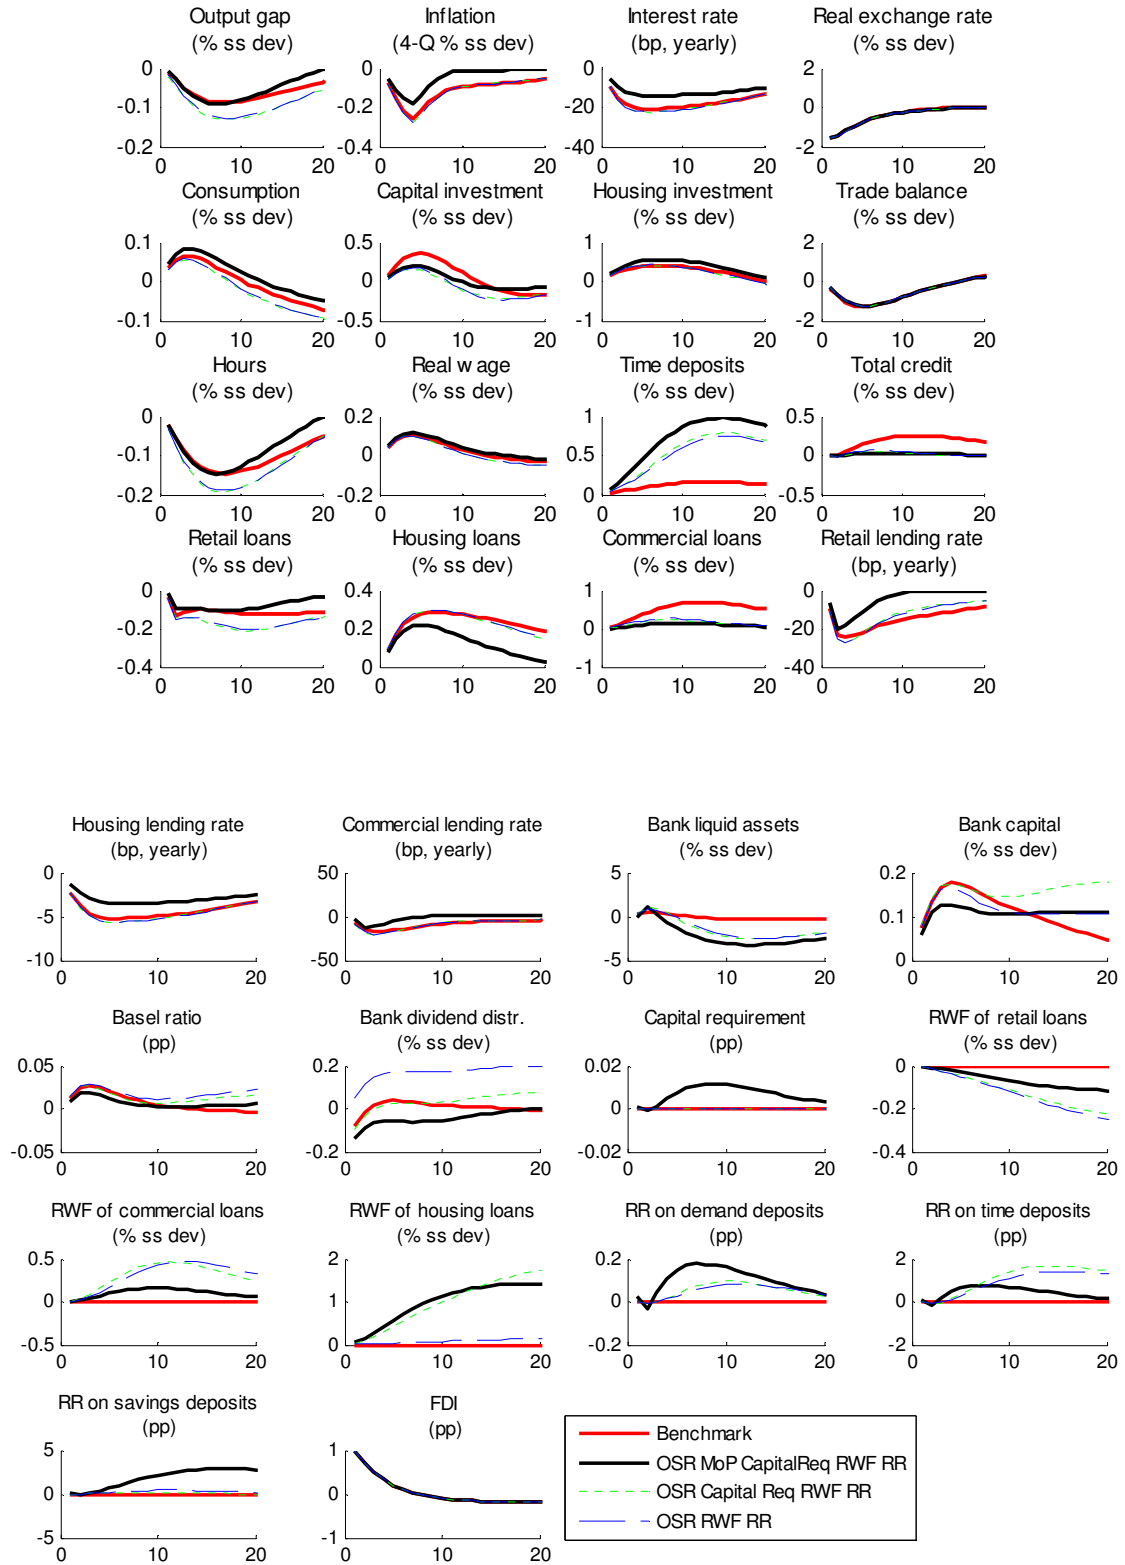 Output gap
(% ss dev)
Inflation
(4-Q % ss dev)
Interest rate
(bp, yearly)
Real exchange rate
(% ss dev)
0
-0.1
-0.2
0 10 20
0
-0.2
-0.4
0 10 20
0
-20
-40
0 10 20
2
0
-2
0 10 20
Consumption
(% ss dev)
Capital investment
(% ss dev)
Housing investment
(% ss dev)
Trade balance
(% ss dev)
0.1
0
-0.1
0 10 20
0.5
0
-0.5
0 10 20
1
0
-1
0 10 20
2
0
-2
0 10 20
Hours
(% ss dev)
Real wage
(% ss dev)
Time deposits
(% ss dev)
Total credit
(% ss dev)
0
-0.1
-0.2
0 10 20
0.2
0
-0.2
0 10 20
1
0.5
0
0 10 20
0.5
0
-0.5
0 10 20
Retail loans
(% ss dev)
Housing loans
(% ss dev)
Commercial loans
(% ss dev)
Retail lending rate
(bp, yearly)
0
-0.2
-0.4
0 10 20
0.4
0.2
0
0 10 20
1
0
-1
0 10 20
0
-20
-40
0 10 20
Housing lending rate
(bp, yearly)
Commercial lending rate
(bp, yearly)
Bank liquid assets
(% ss dev)
Bank capital
(% ss dev)
0
-5
-10
0 10 20
50
0
-50
0 10 20
5
0
-5
0 10 20
0.2
0.1
0
0 10 20
Basel ratio
(pp)
Bank dividend distr.
(% ss dev)
Capital requirement
(pp)
RWF of retail loans
(% ss dev)
0.05
0
-0.05
0 10 20
0.2
0
-0.2
0 10 20
0.02
0
-0.02
0 10 20
0
-0.2
-0.4
0 10 20
RWF of commercial loans
(% ss dev)
RWF of housing loans
(% ss dev)
RR on demand deposits
(pp)
RR on time deposits
(pp)
0.5
0
-0.5
0 10 20
2
1
0
0 10 20
0.2
0
-0.2
0 10 20
2
0
-2
0 10 20
RR on savings deposits
(pp)
FDI
(pp)
5
0
-5
0 10 20
1
0
-1
0 10 20
Benchmark
OSR MoP CapitalReq RWF RR
OSR Capital Req RWF RR
OSR RWF RR